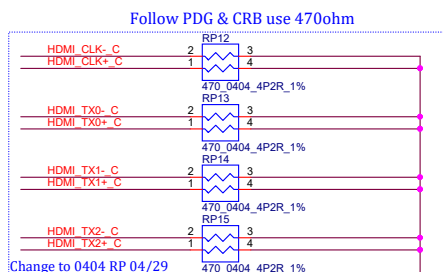 Follow PDG & CRB use 470ohm
RP12
HDMI_CLK-_C 2 3
HDMI_CLK+_C 1 4
470_0404_4P2R_1%
RP13
HDMI_TX0-_C 2 3
HDMI_TX0+_C 1 4
470_0404_4P2R_1%
RP14
HDMI_TX1-_C 2 3
HDMI_TX1+_C 1 4
470_0404_4P2R_1%
RP15
HDMI_TX2-_C 2 3
HDMI_TX2+_C 1 4
Change to 0404 RP 04/29 470_0404_4P2R_1%